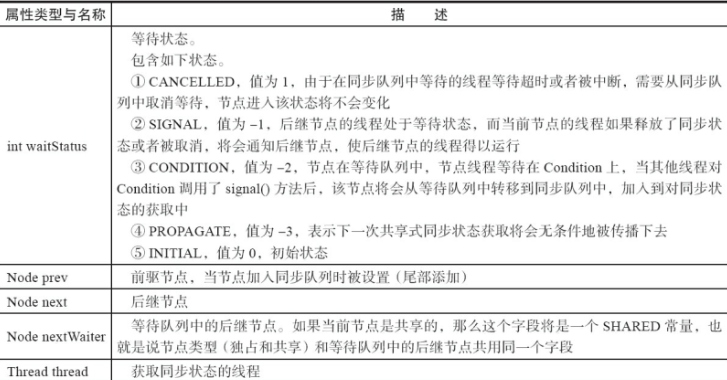 属性类型与名称 描 述
等待状态。
包含如下状态。
① CANCELLED，值为 1，由于在同步队列中等待的线程等待超时或者被中断，需要从同步队
列中取消等待，节点进入该状态将不会变化
② SIGNAL，值为 –1，后继节点的线程处于等待状态，而当前节点的线程如果释放了同步状
态或者被取消，将会通知后继节点，使后继节点的线程得以运行
int waitStatus
③ CONDITION，值为 –2，节点在等待队列中，节点线程等待在 Condition 上，当其他线程对
Condition 调用了 signal() 方法后，该节点将会从等待队列中转移到同步队列中，加入到对同步状
态的获取中
④ PROPAGATE，值为 –3，表示下一次共享式同步状态获取将会无条件地被传播下去
⑤ INITIAL，值为 0，初始状态
Node prev 前驱节点，当节点加入同步队列时被设置（尾部添加）
Node next 后继节点
Node nextWaiter 等待队列中的后继节点。如果当前节点是共享的，那么这个字段将是一个 SHARED 常量，也
就是说节点类型（独占和共享）和等待队列中的后继节点共用同一个字段
Thread thread 获取同步状态的线程